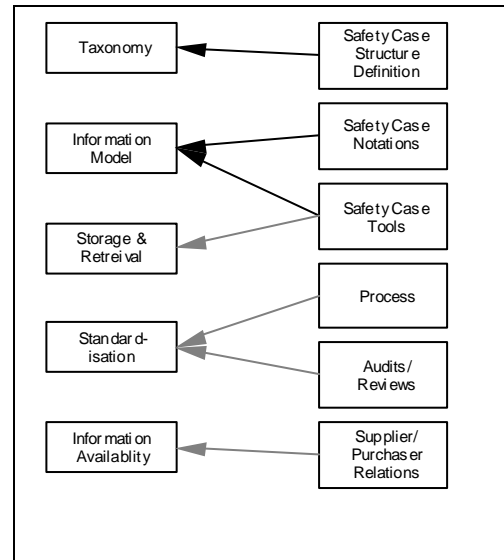 Taxonomy
Safety Case
Structure
Definition
Information
Model
Safety Case
Notations
Storage &
Retreival
Safety Case
Tools
Standard-
isation
Process
Audits/
Reviews
Information
Availablity
Supplier/
Purchaser
Relations